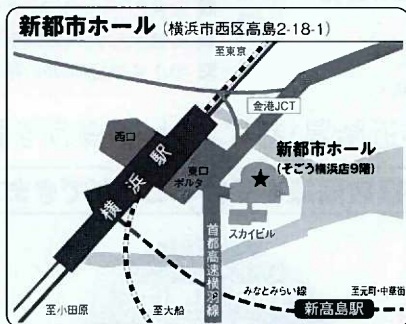 新都市ホール (横浜市西区高島2-18-1)
至東京
金港JCT
西口
新都市ホール
(そごう横浜店9階)
横浜駅
東口
ポルタ
スカイビル
首都高速横羽線
みなとみらい線
至元町・中華街
新高島駅
至小田原
至大船